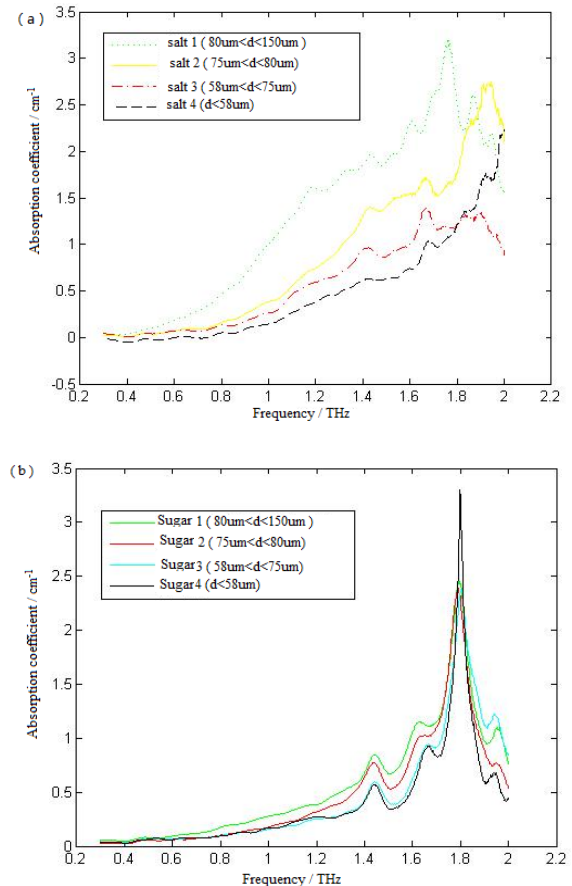 ( a )
3.5
3
2.5
2
1.5
1
0.5
0
-0.5
Absorption coefficient / cm-1
salt 1 ( 80um<d<150um )
salt 2 ( 75um<d<80um)
salt 3 ( 58um<d<75um)
salt 4 (d<58um)
0.2 0.4 0.6 0.8 1 1.2 1.4 1.6 1.8 2 2.2
Frequency / THz
( b )
3.5
3
2.5
2
1.5
1
0.5
0
Absorption coefficient / cm-1
Sugar 1 ( 80um<d<150um )
Sugar 2 ( 75um<d<80um)
Sugar3 ( 58um<d<75um)
Sugar4 (d<58um)
0.2 0.4 0.6 0.8 1 1.2 1.4 1.6 1.8 2 2.2
Frequency / THz